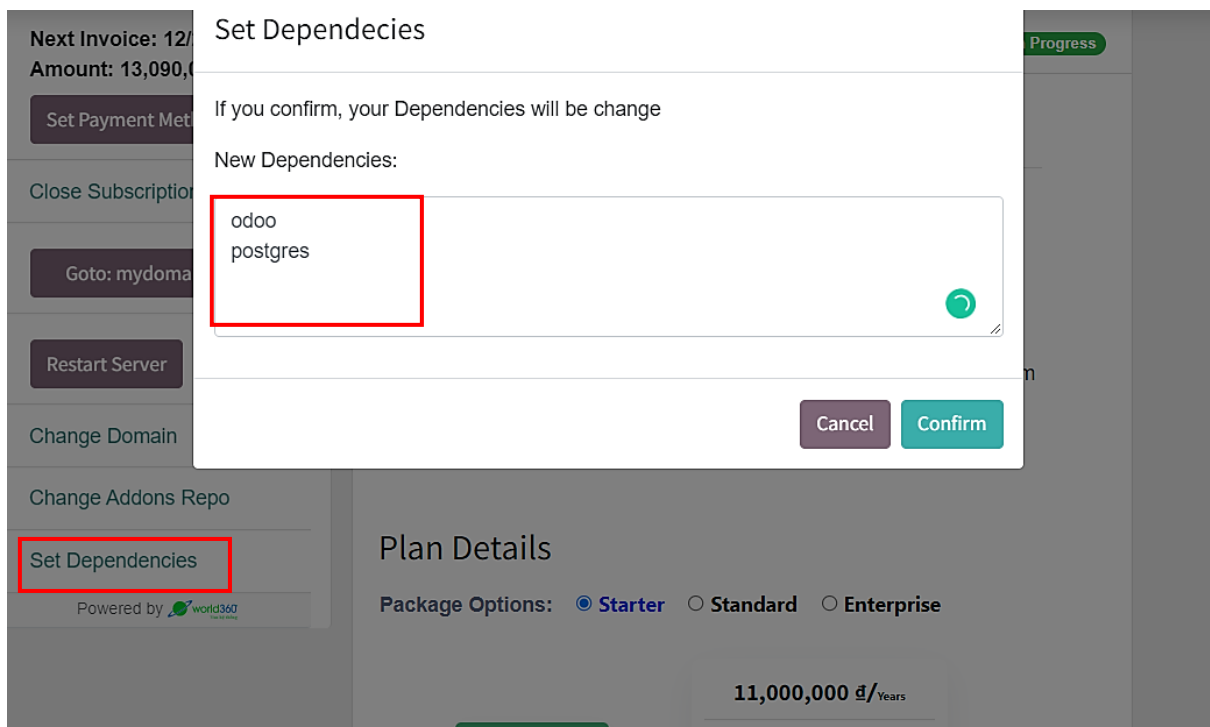 Next Invoice: 12/
Amount: 13,090,
Set Payment Met
Close Subscription
Goto: mydoma
Restart Server
Change Domain
Change Addons Repo
Set Dependencies
Powered by world360
Set Dependecies
If you confirm, your Dependencies will be change
New Dependencies:
odoo
postgres
Cancel
Confirm
Progress
m
Plan Details
Package Options: Starter Standard Enterprise
11,000,000 ₫/Years